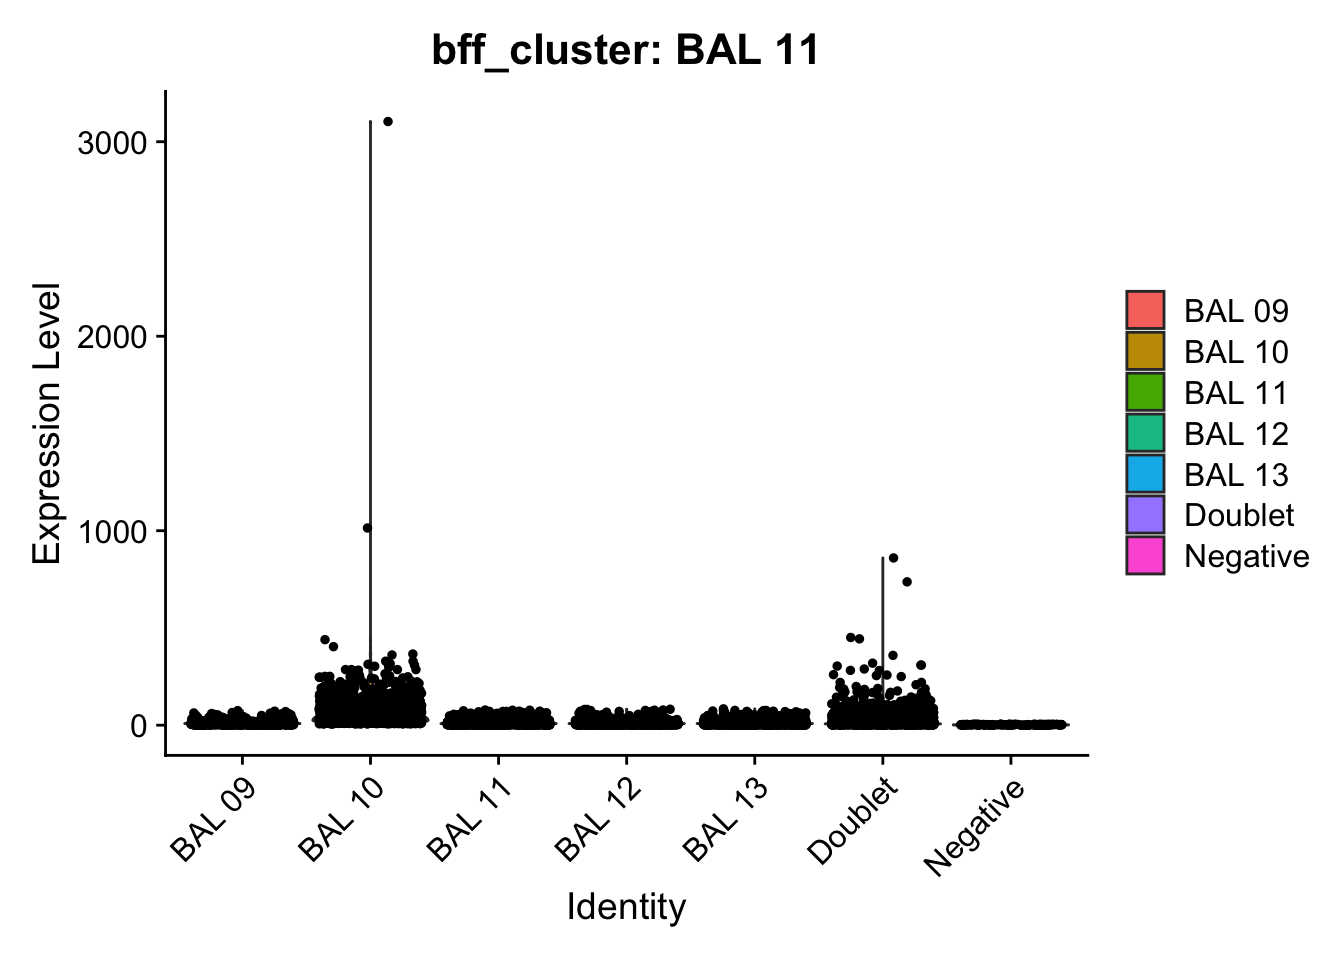 bff_cluster: BAL 11
Expression Level
3000
2000
1000
0
BAL 09
BAL 10
BAL 11
BAL 12
BAL 13
Doublet
Negative
Identity
BAL 09
BAL 10
BAL 11
BAL 12
BAL 13
Doublet
Negative